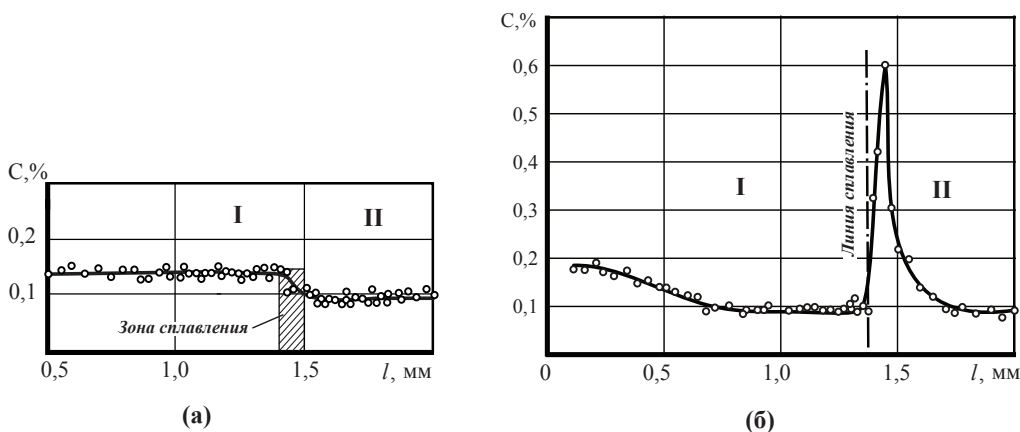 C,%
0,2
0,1
I
II
Зона сплавления
0,5
1,0
1,5
l, мм
(а)
C,%
0,6
0,5
0,4
0,3
0,2
0,1
I
Линия сплавления
II
0
0,5
1,0
1,5
l, мм
(б)